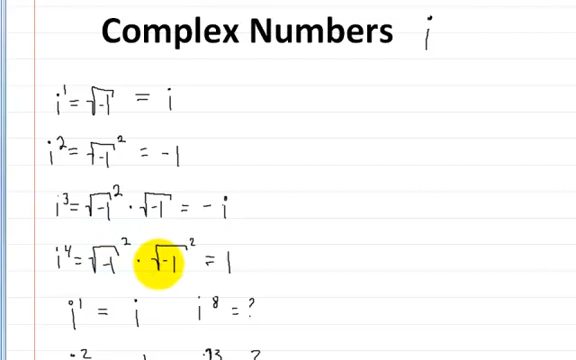 Complex Numbers i
i¹ = √-1 = i
i² = √-1² = -1
i³ = √-1² · √-1 = -i
i⁴ = √-1² · √-1² = 1
i¹ = i i⁸ = ?